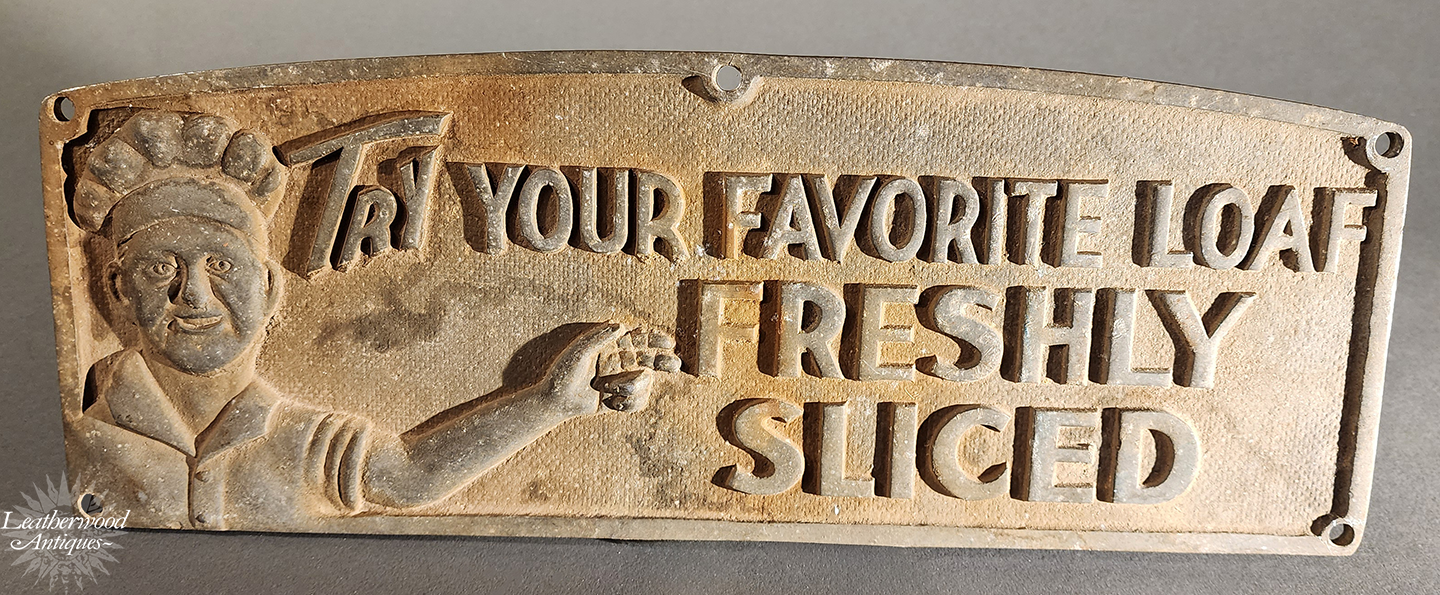 TRY YOUR FAVORITE LOAF
FRESHLY
SLICED
Leatherwood
Antiques